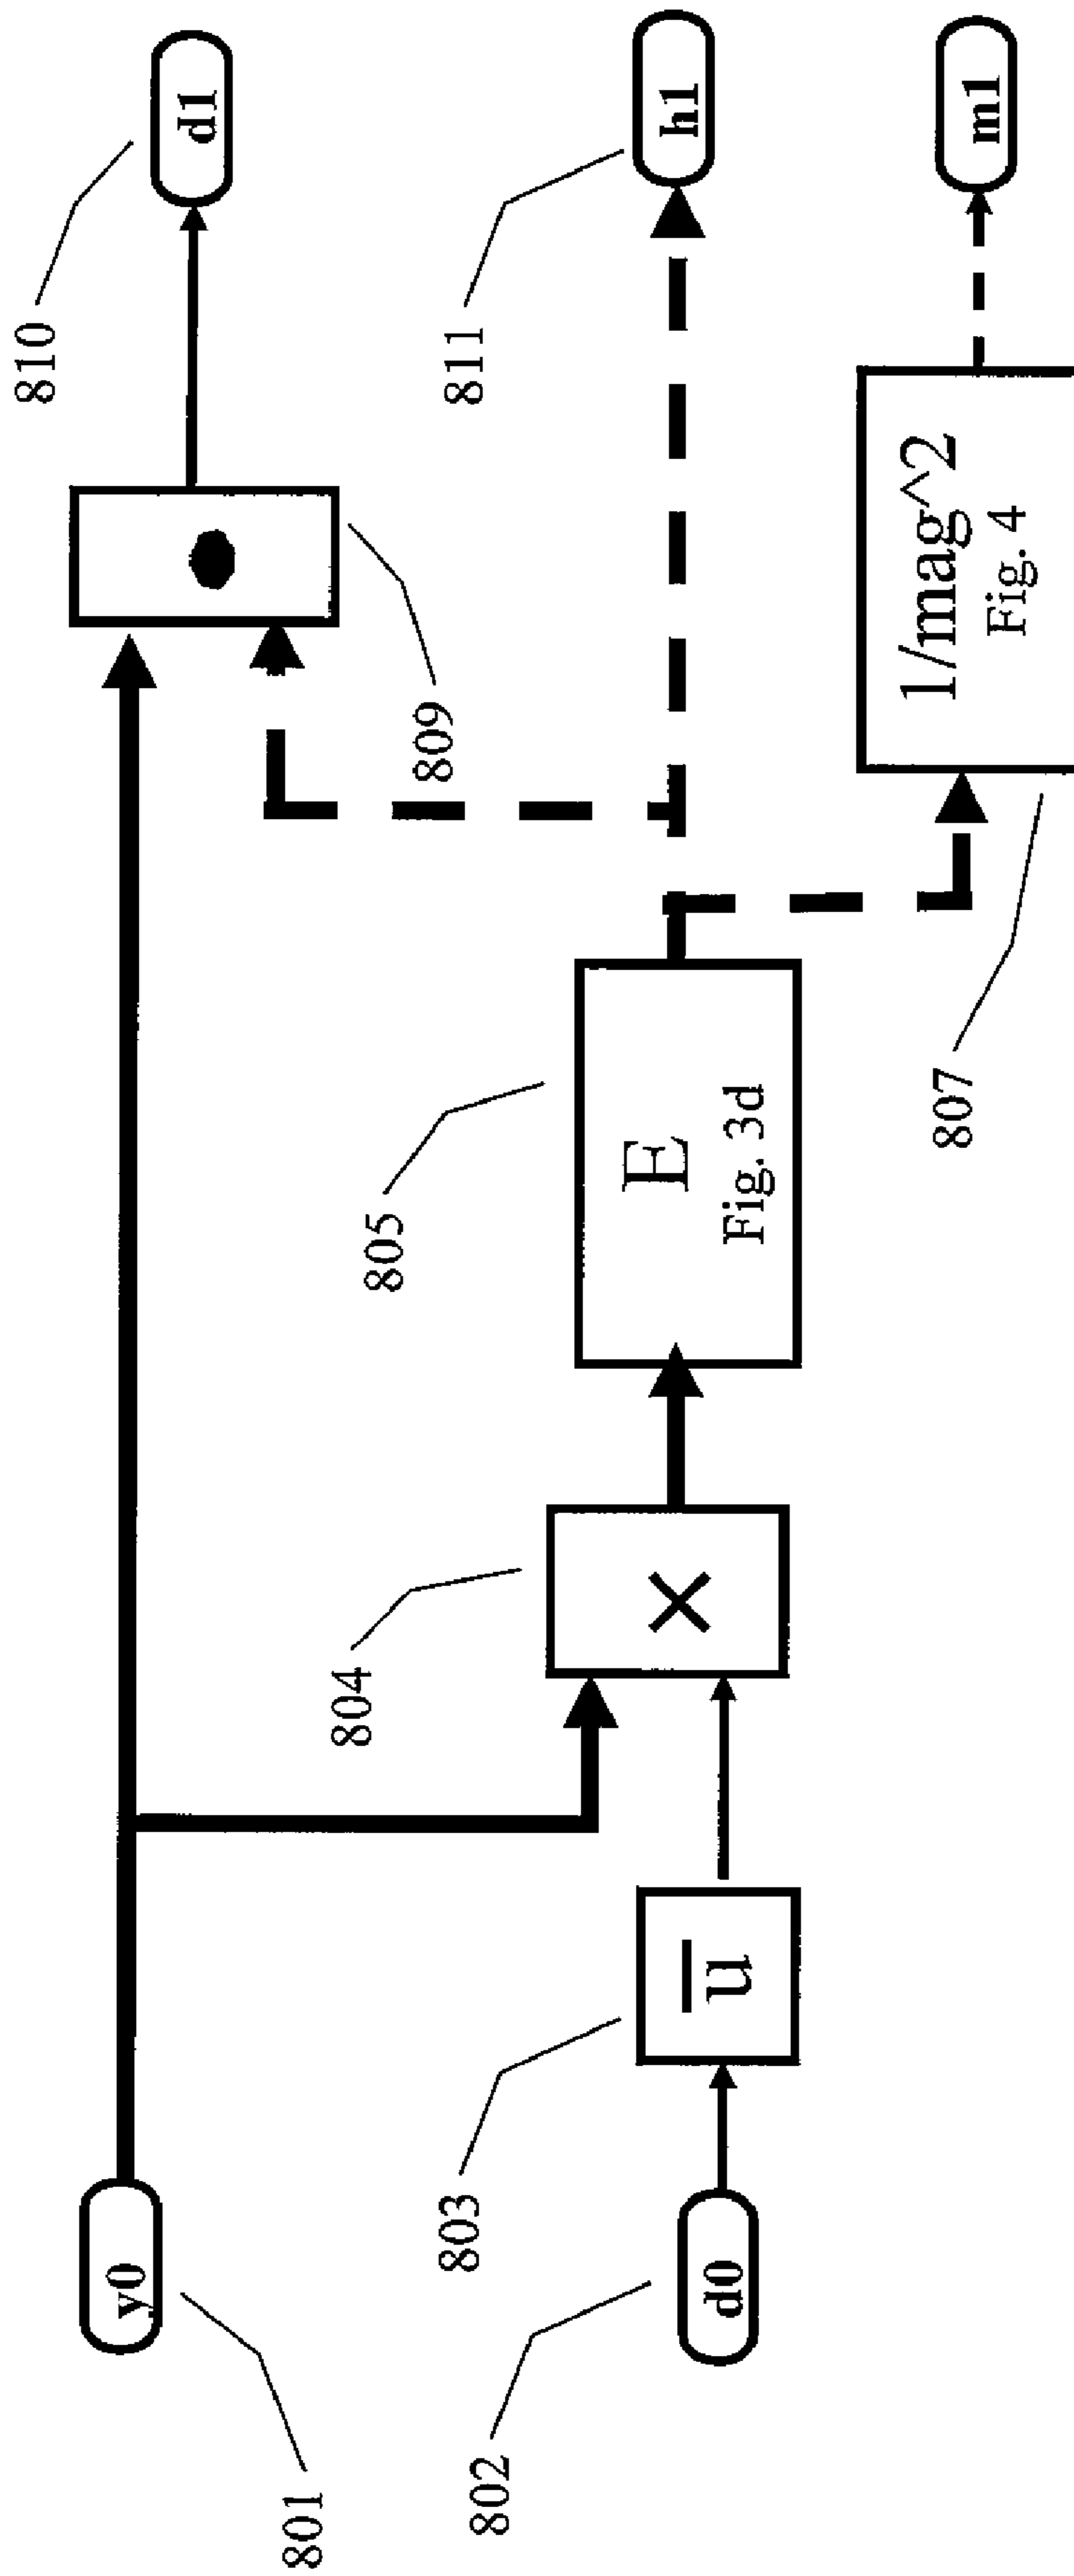 y0
801
d0
802
u
803
×
804
E
Fig. 3d
805
1/mag^2
Fig. 4
807
809
d1
810
h1
811
m1